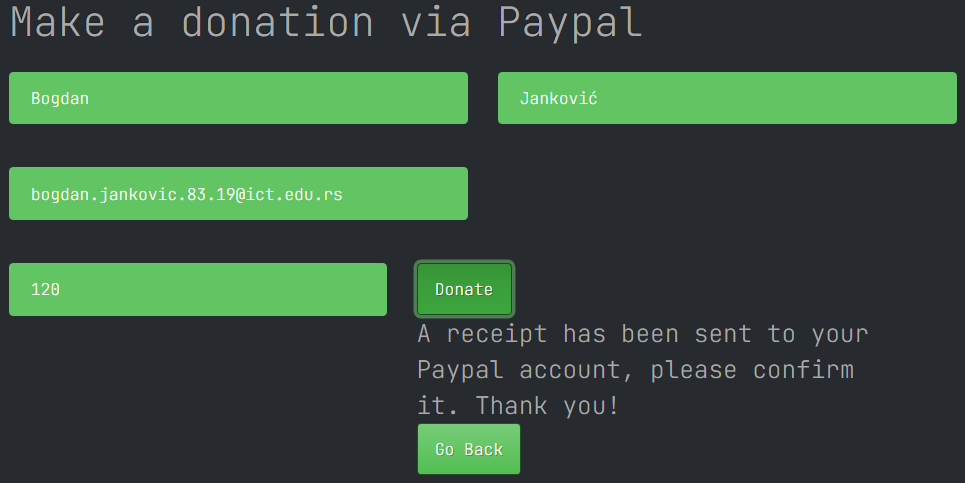 Make a donation via Paypal
Bogdan
Janković
bogdan.jankovic.83.19@ict.edu.rs
120
Donate
A receipt has been sent to your
Paypal account, please confirm
it. Thank you!
Go Back